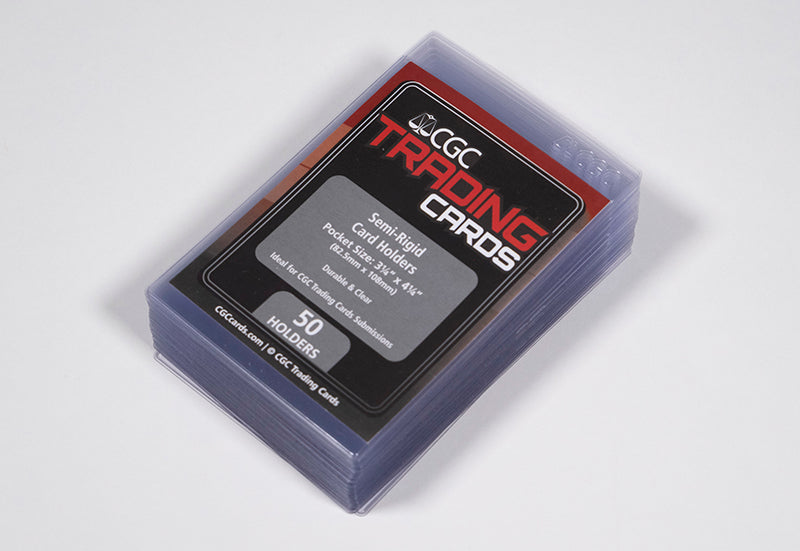 CGC
TRADING
CARDS
Semi-Rigid
Card Holders
Pocket Size: 3¼" x 4¼"
(82.5mm x 108mm)
Durable & Clear
Ideal for CGC Trading Cards Submissions
50
HOLDERS
CGCcards.com | © CGC Trading Cards
CGC